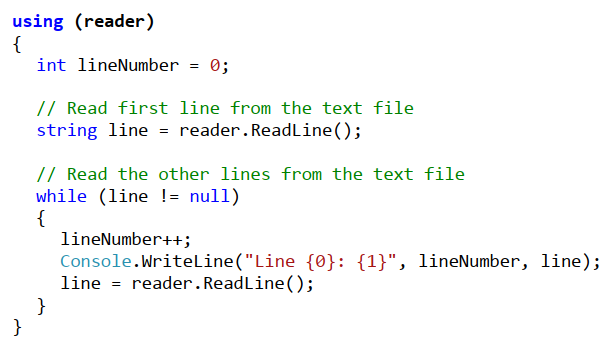 using (reader)
{
int lineNumber = 0;
// Read first line from the text file
string line = reader.ReadLine();
// Read the other lines from the text file
while (line != null)
{
lineNumber++;
Console.WriteLine("Line {0}: {1}", lineNumber, line);
line = reader.ReadLine();
}
}